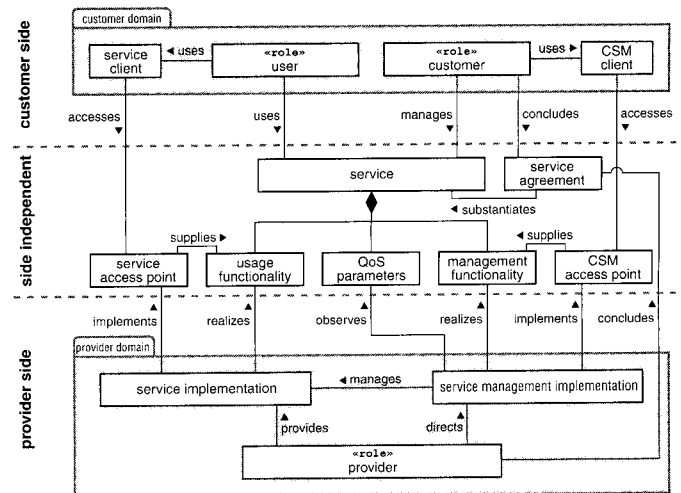 customer side
customer domain
service
client
◄ uses
«role»
user
«role»
customer
uses ►
CSM
client
accesses
▼
uses
▼
manages
▼
concludes
▼
accesses
▼
side independent
service
service
agreement
◄ substantiates
supplies ►
◄ supplies
service
access point
usage
functionality
QoS
parameters
management
functionality
CSM
access point
▲
implements
▲
realizes
▲
observes
▲
realizes
▲
implements
▲
concludes
provider side
provider domain
service implementation
◄ manages
service management implementation
▲
provides
▲
directs
«role»
provider